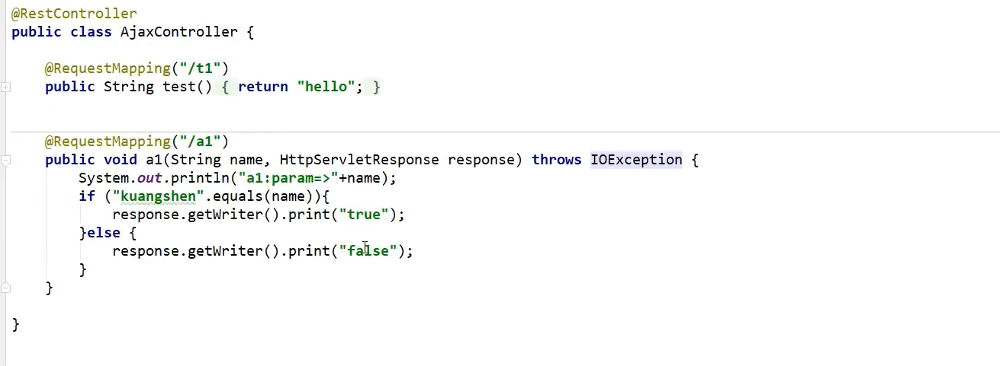 @RestController
public class AjaxController {
@RequestMapping("/t1")
public String test() { return "hello"; }
@RequestMapping("/a1")
public void a1(String name, HttpServletResponse response) throws IOException {
System.out.println("a1:param=>"+name);
if ("kuangshen".equals(name)){
response.getWriter().print("true");
}else {
response.getWriter().print("false");
}
}
}